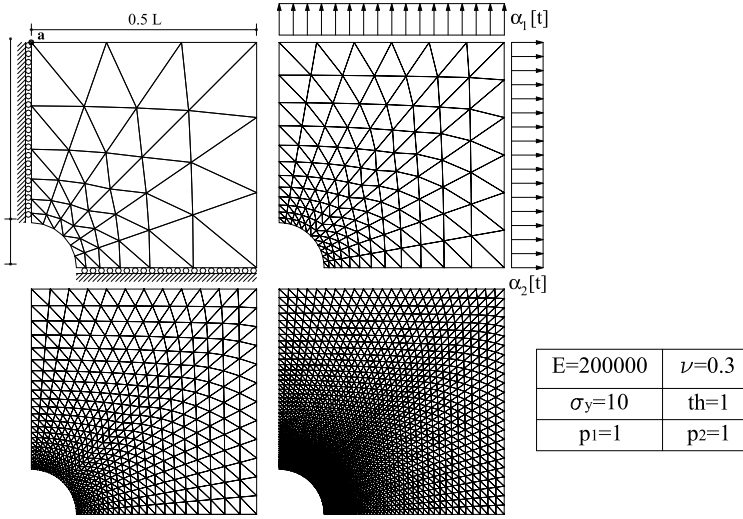 0.5 L
a
α₁[t]
α₂[t]
E=200000 ν=0.3
σy=10 th=1
p1=1 p2=1